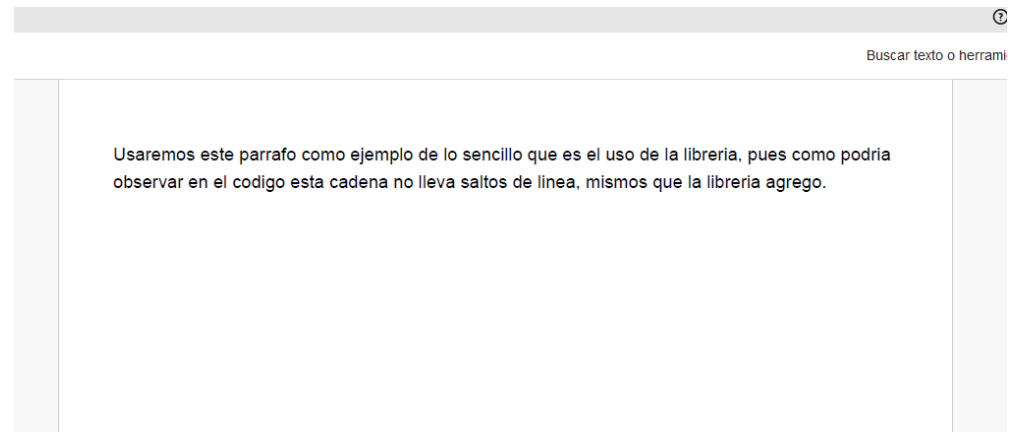 Buscar texto o herrami
Usaremos este parrafo como ejemplo de lo sencillo que es el uso de la libreria, pues como podria
observar en el codigo esta cadena no lleva saltos de linea, mismos que la libreria agrego.